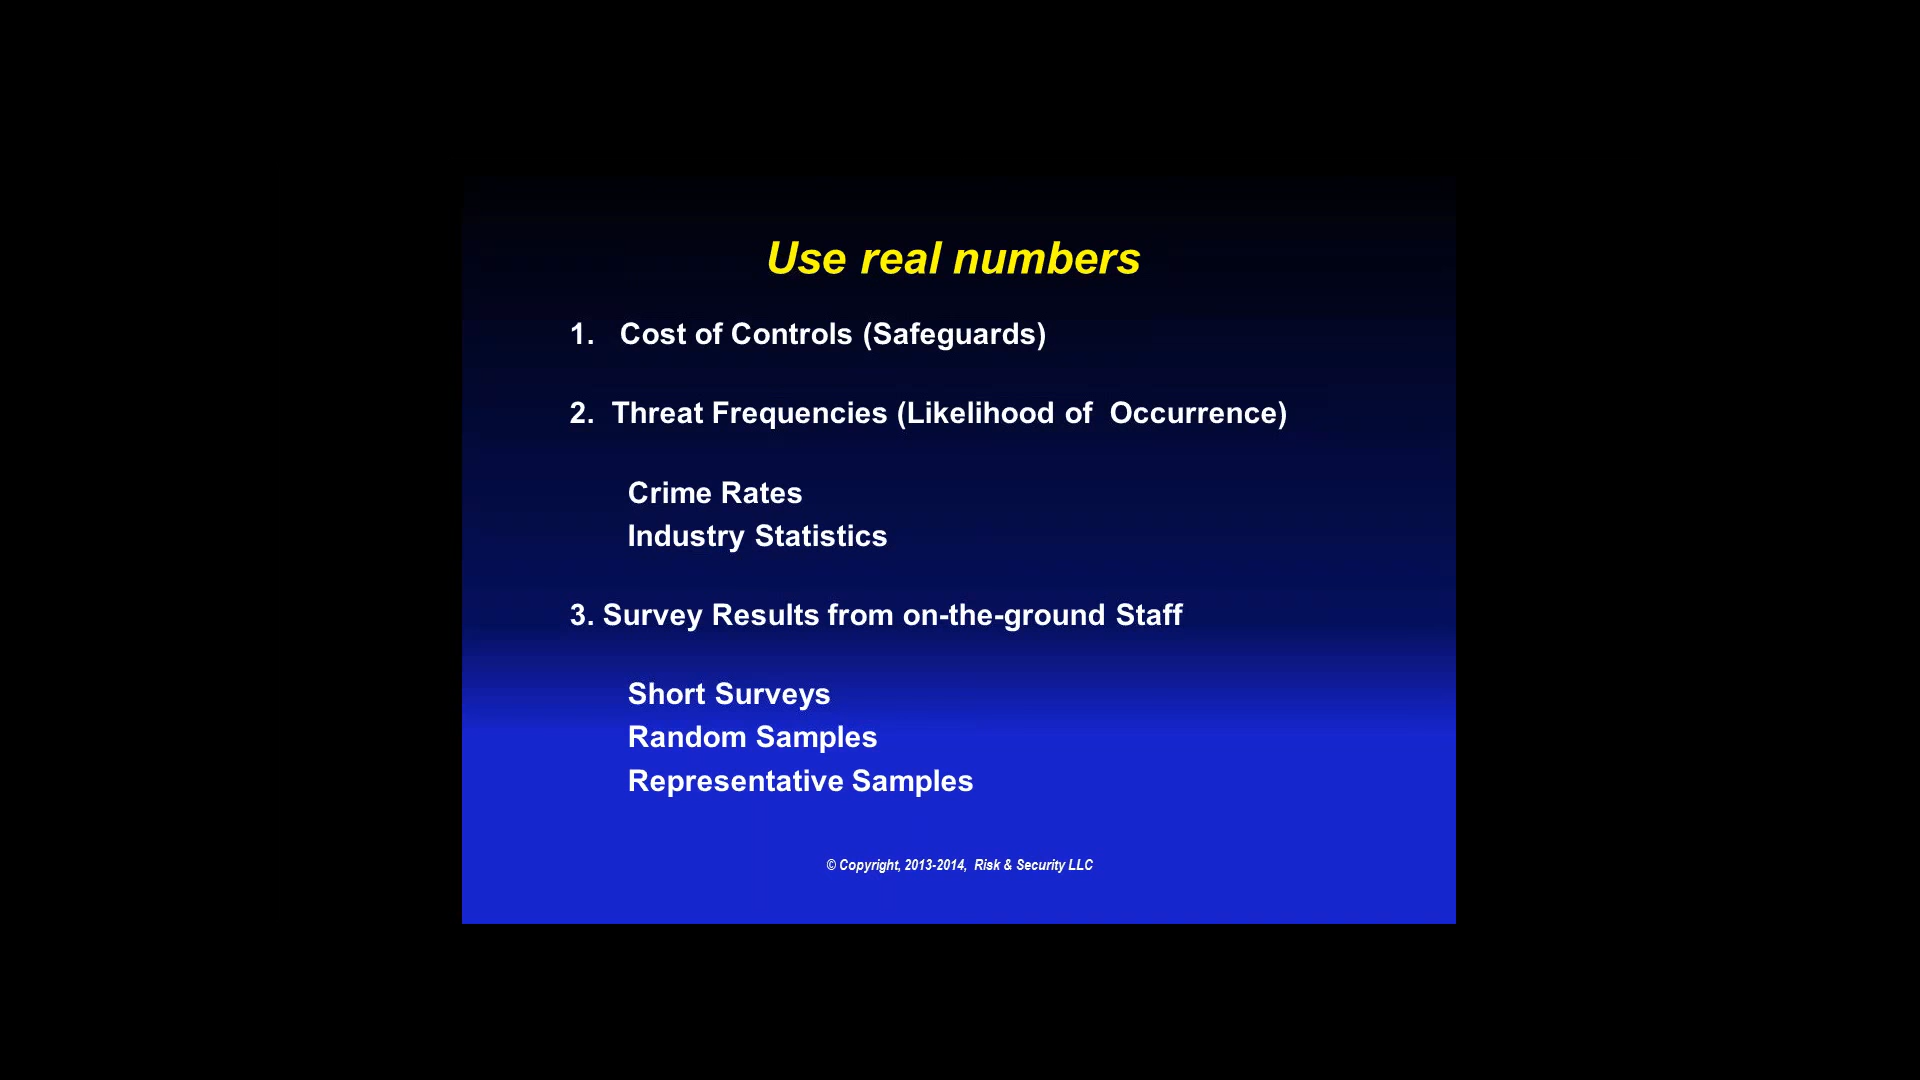 Use real numbers
1. Cost of Controls (Safeguards)
2. Threat Frequencies (Likelihood of Occurrence)
Crime Rates
Industry Statistics
3. Survey Results from on-the-ground Staff
Short Surveys
Random Samples
Representative Samples
© Copyright, 2013-2014, Risk & Security LLC